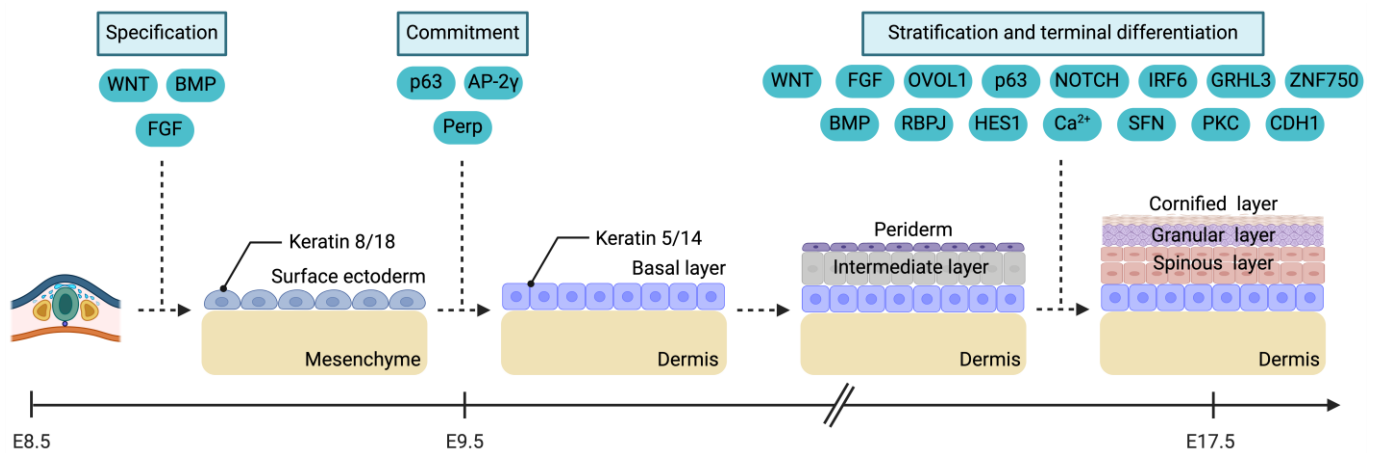 Specification
Commitment
Stratification and terminal differentiation
WNT BMP
FGF
p63 AP-2γ
Perp
WNT FGF OVOL1 p63 NOTCH IRF6 GRHL3 ZNF750
BMP RBPJ HES1 Ca²⁺ SFN PKC CDH1
Keratin 8/18
Surface ectoderm
Mesenchyme
Keratin 5/14
Basal layer
Dermis
Periderm
Intermediate layer
Dermis
Cornified layer
Granular layer
Spinous layer
Dermis
E8.5
E9.5
E17.5